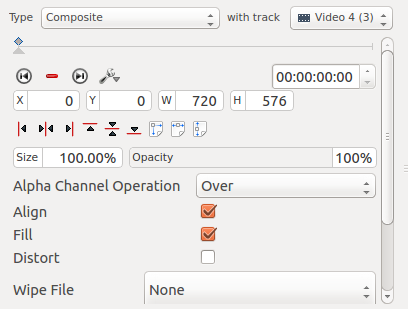 Type Composite with track Video 4 (3)
00:00:00:00
X 0 Y 0 W 720 H 576
Size 100.00% Opacity 100%
Alpha Channel Operation Over
Align
Fill
Distort
Wipe File None